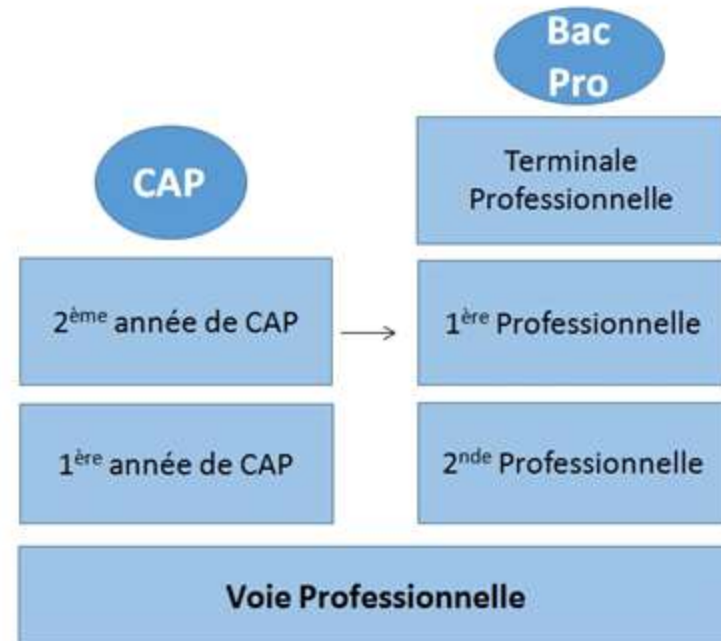 CAP
2ème année de CAP
1ère année de CAP
Bac
Pro
Terminale
Professionnelle
1ère Professionnelle
2nde Professionnelle
Voie Professionnelle